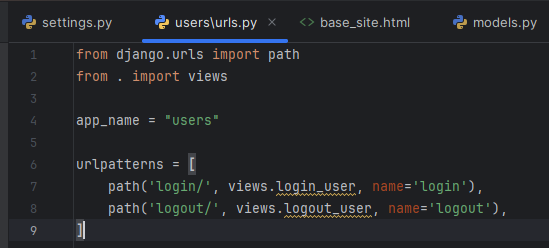 settings.py users\urls.py base_site.html models.py
1 from django.urls import path
2 from . import views
3
4 app_name = "users"
5
6 urlpatterns = [
7 path('login/', views.login_user, name='login'),
8 path('logout/', views.logout_user, name='logout'),
9 ]